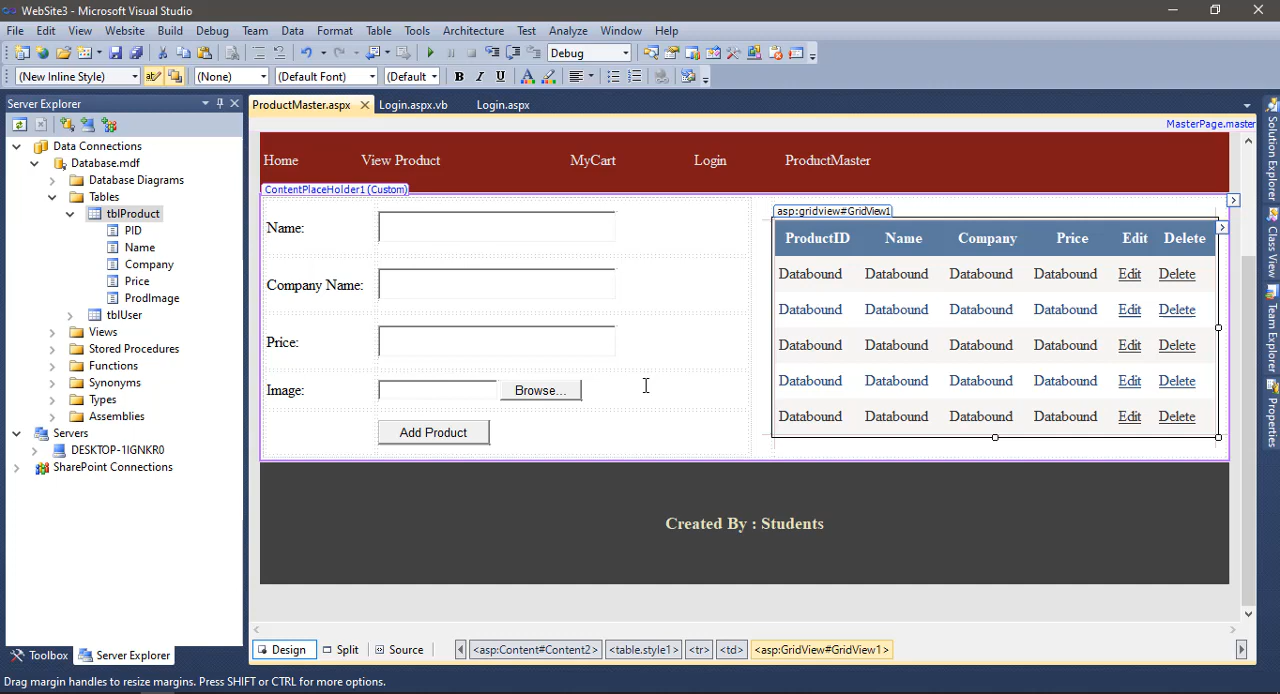 WebSite3 - Microsoft Visual Studio
File Edit View Website Build Debug Team Data Format Table Tools Architecture Test Analyze Window Help
Debug
(New Inline Style) (None) (Default Font) (Default B I U A
Server Explorer
ProductMaster.aspx Login.aspx.vb Login.aspx
MasterPage.master
Data Connections
Database.mdf
Database Diagrams
Tables
tblProduct
PID
Name
Company
Price
ProdImage
tblUser
Views
Stored Procedures
Functions
Synonyms
Types
Assemblies
Servers
DESKTOP-1IGNKR0
SharePoint Connections
Toolbox Server Explorer
Home View Product MyCart Login ProductMaster
ContentPlaceHolder1 (Custom)
Name:
Company Name:
Price:
Image: Browse...
Add Product
asp:gridview#GridView1
ProductID Name Company Price Edit Delete
Databound Databound Databound Databound Edit Delete
Databound Databound Databound Databound Edit Delete
Databound Databound Databound Databound Edit Delete
Databound Databound Databound Databound Edit Delete
Databound Databound Databound Databound Edit Delete
Created By : Students
Design Split Source <asp:Content#Content2> <table.style1> <tr> <td> <asp:GridView#GridView1>
Solution Explorer
Class View
Team Explorer
Properties
Drag margin handles to resize margins. Press SHIFT or CTRL for more options.